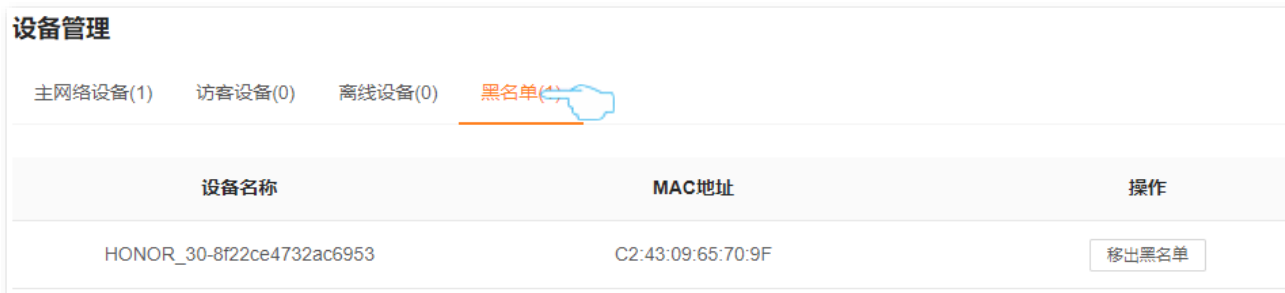 设备管理
主网络设备(1) 访客设备(0) 离线设备(0) 黑名单(1)
设备名称 MAC地址 操作
HONOR_30-8f22ce4732ac6953 C2:43:09:65:70:9F 移出黑名单